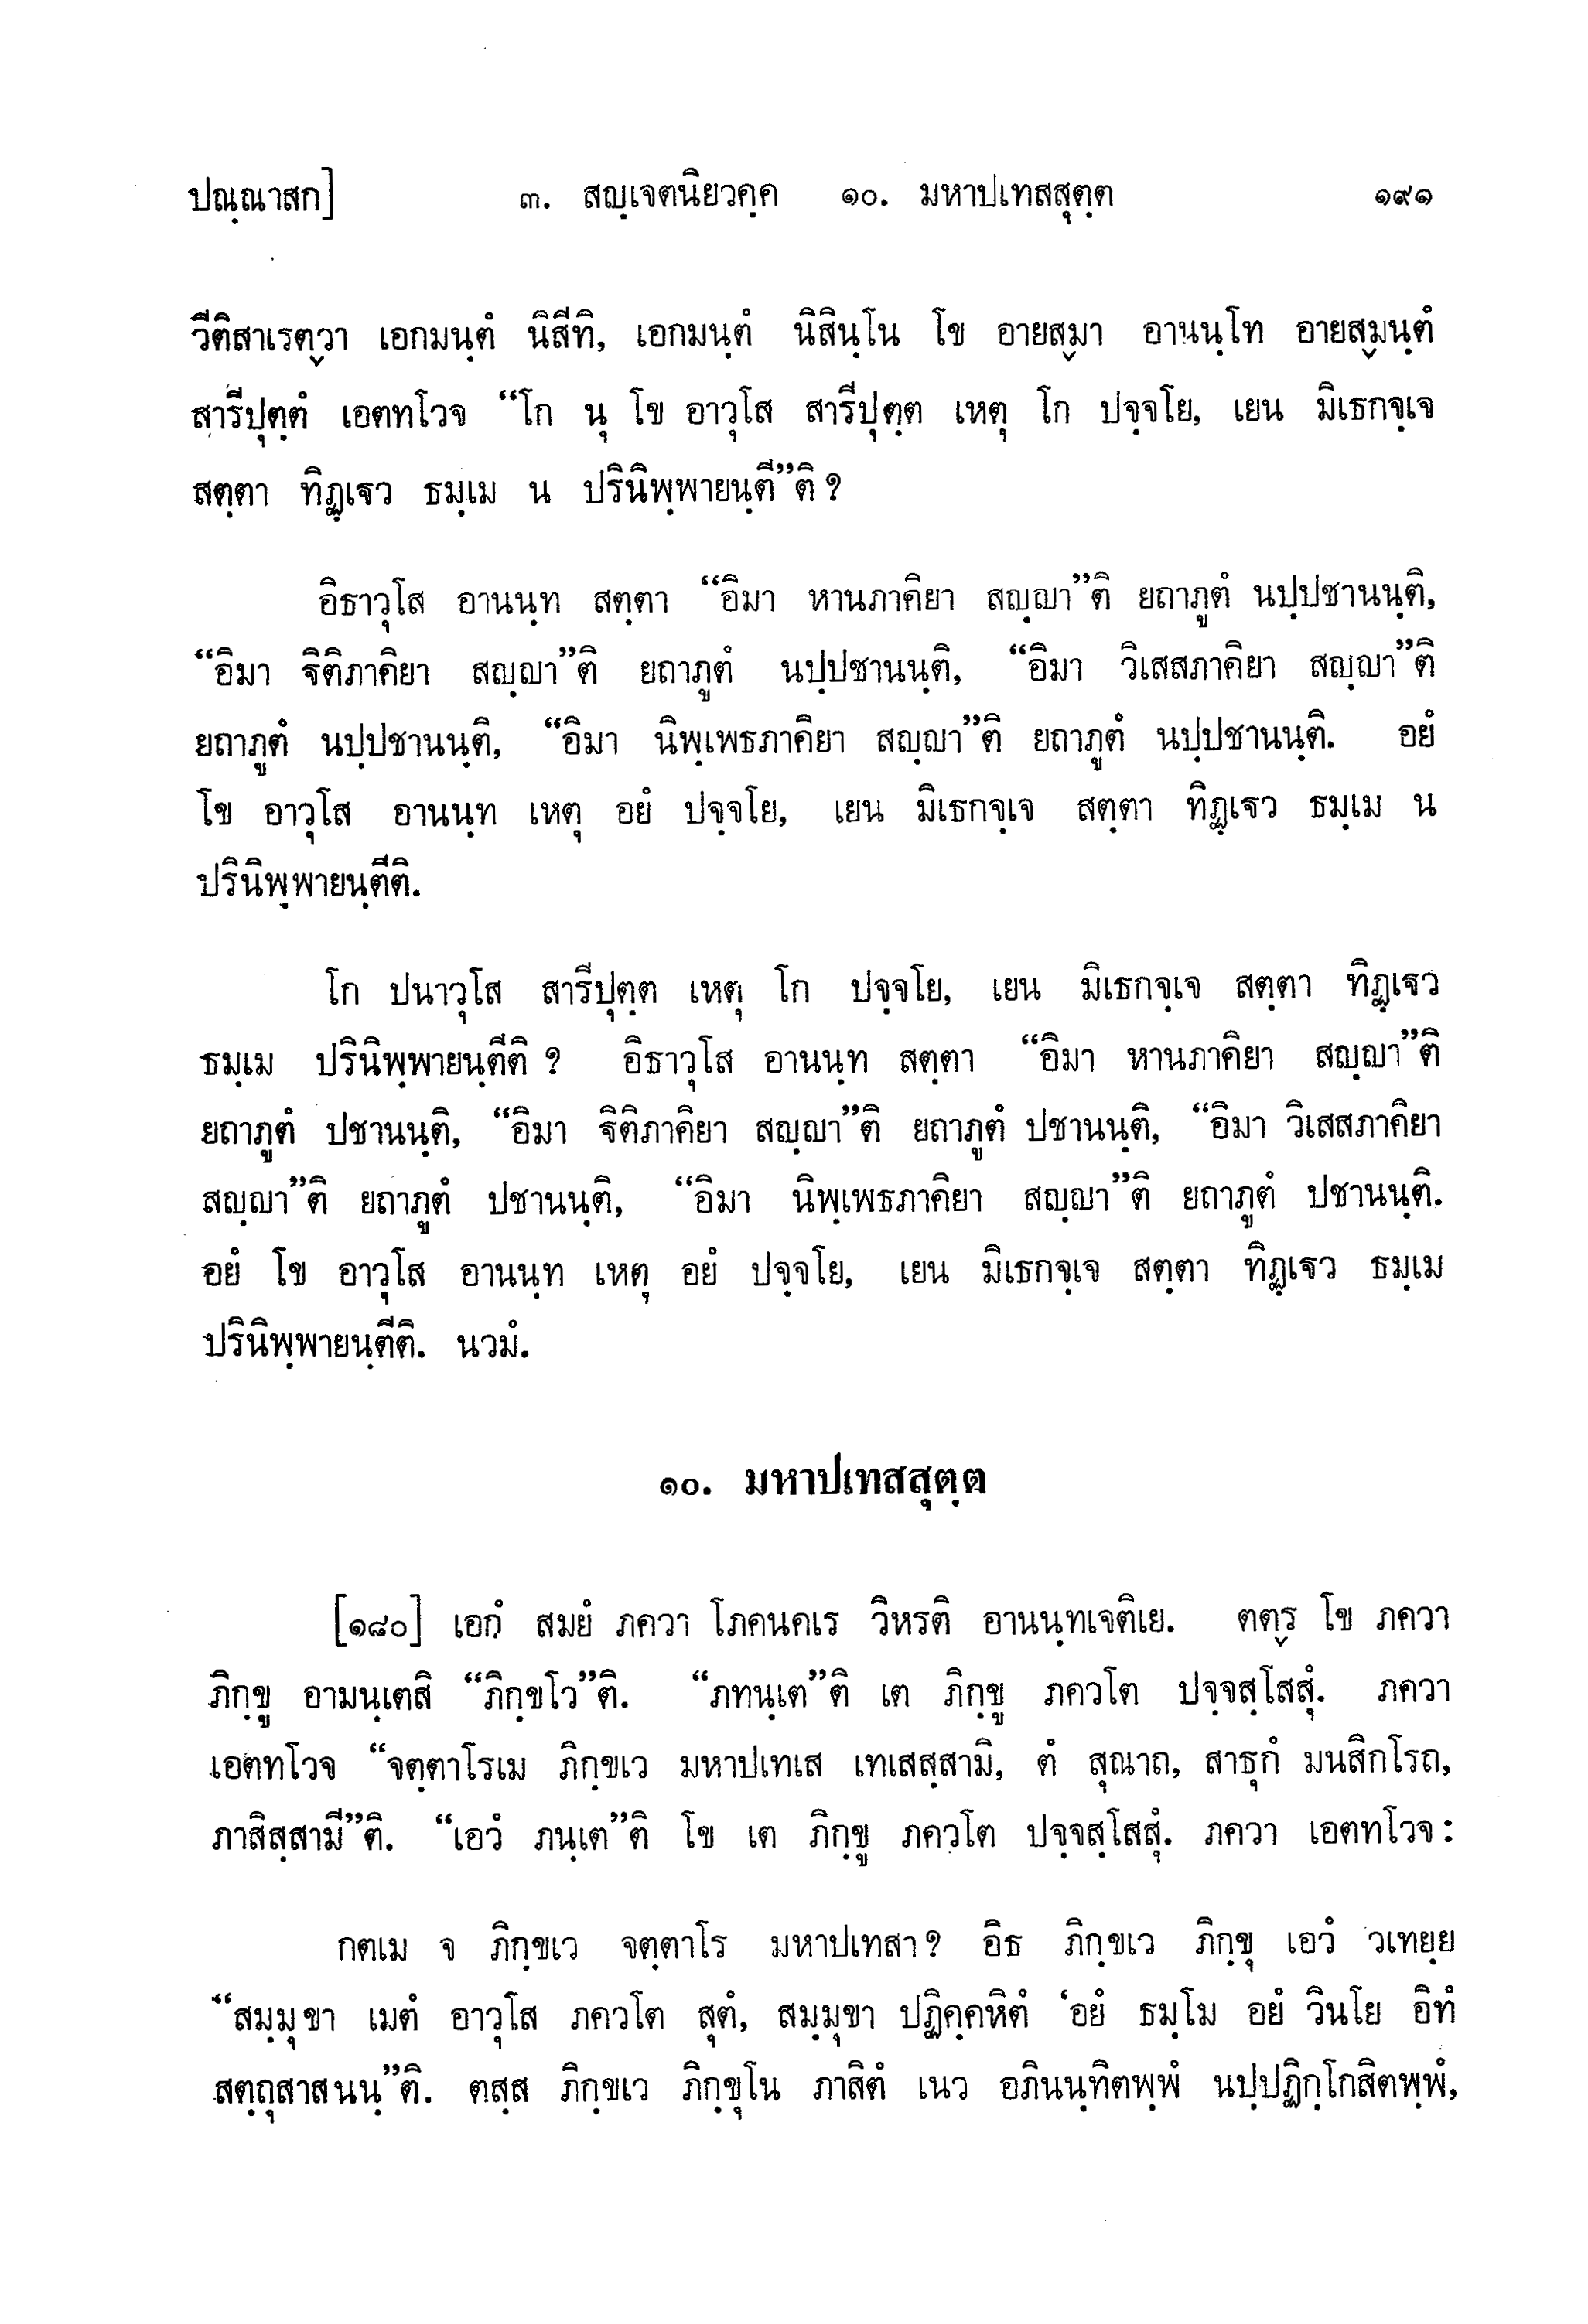 ปณฺณาสก] ๓. สญฺเจตนิยวคฺค ๑๐. มหาปเทสสุตฺต ๑๙๑
วีติสาเรตฺวา เอกมนฺตํ นิสีทิ, เอกมนฺตํ นิสินฺโน โข อายสฺมา อานนฺโท อายสฺมนฺตํ
สารีปุตฺตํ เอตทโวจ “โก นุ โข อาวุโส สารีปุตฺต เหตุ โก ปจฺจโย, เยน มิเธกจฺเจ
สตฺตา ทิฏฺเฐว ธมฺเม น ปรินิพฺพายนฺตี”ติ ?
อิธาวุโส อานนฺท สตฺตา “อิมา หานภาคิยา สญฺญา”ติ ยถาภูตํ นปฺปชานนฺติ,
“อิมา ฐิติภาคิยา สญฺญา”ติ ยถาภูตํ นปฺปชานนฺติ, “อิมา วิเสสภาคิยา สญฺญา”ติ
ยถาภูตํ นปฺปชานนฺติ, “อิมา นิพฺเพธภาคิยา สญฺญา”ติ ยถาภูตํ นปฺปชานนฺติ. อยํ
โข อาวุโส อานนฺท เหตุ อยํ ปจฺจโย, เยน มิเธกจฺเจ สตฺตา ทิฏฺเฐว ธมฺเม น
ปรินิพฺพายนฺตีติ.
โก ปนาวุโส สารีปุตฺต เหตุ โก ปจฺจโย, เยน มิเธกจฺเจ สตฺตา ทิฏฺเฐว
ธมฺเม ปรินิพฺพายนฺตีติ ? อิธาวุโส อานนฺท สตฺตา “อิมา หานภาคิยา สญฺญา”ติ
ยถาภูตํ ปชานนฺติ, “อิมา ฐิติภาคิยา สญฺญา”ติ ยถาภูตํ ปชานนฺติ, “อิมา วิเสสภาคิยา
สญฺญา”ติ ยถาภูตํ ปชานนฺติ, “อิมา นิพฺเพธภาคิยา สญฺญา”ติ ยถาภูตํ ปชานนฺติ.
อยํ โข อาวุโส อานนฺท เหตุ อยํ ปจฺจโย, เยน มิเธกจฺเจ สตฺตา ทิฏฺเฐว ธมฺเม
ปรินิพฺพายนฺตีติ. นวมํ.
๑๐. มหาปเทสสุตฺต
[๑๘๐] เอกํ สมยํ ภควา โภคนคเร วิหรติ อานนฺทเจติเย. ตตฺร โข ภควา
ภิกฺขู อามนฺเตสิ “ภิกฺขโว”ติ. “ภทนฺเต”ติ เต ภิกฺขู ภควโต ปจฺจสฺโสสุํ. ภควา
เอตทโวจ “จตฺตาโรเม ภิกฺขเว มหาปเทเส เทเสสฺสามิ, ตํ สุณาถ, สาธุกํ มนสิกโรถ,
ภาสิสฺสามี”ติ. “เอวํ ภนฺเต”ติ โข เต ภิกฺขู ภควโต ปจฺจสฺโสสุํ. ภควา เอตทโวจ :
กตเม จ ภิกฺขเว จตฺตาโร มหาปเทสา ? อิธ ภิกฺขเว ภิกฺขุ เอวํ วเทยฺย
“สมฺมุขา เมตํ อาวุโส ภควโต สุตํ, สมฺมุขา ปฏิคฺคหิตํ ‘อยํ ธมฺโม อยํ วินโย อิทํ
สตฺถุสาสนนฺ”ติ. ตสฺส ภิกฺขเว ภิกฺขุโน ภาสิตํ เนว อภินนฺทิตพฺพํ นปฺปฏิกฺโกสิตพฺพํ,